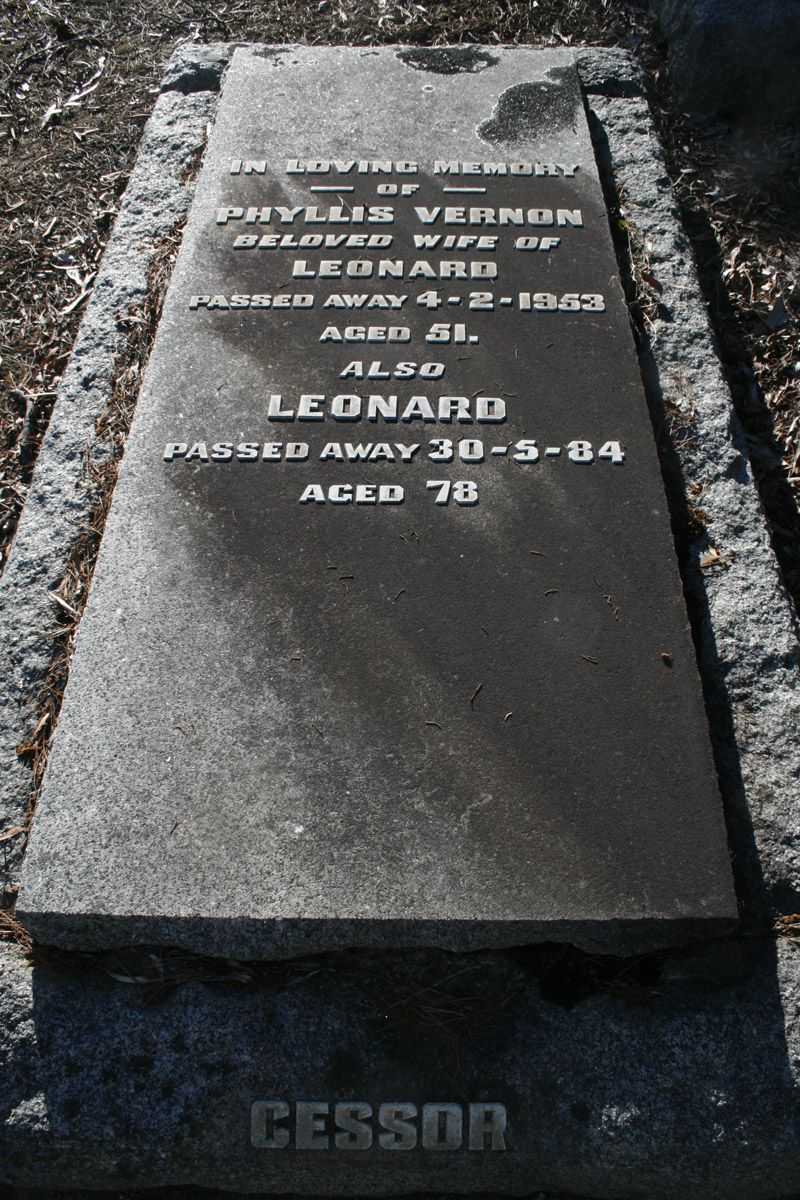 IN LOVING MEMORY
— OF —
PHYLLIS VERNON
BELOVED WIFE OF
LEONARD
PASSED AWAY 4-2-1953
AGED 51.
ALSO
LEONARD
PASSED AWAY 30-5-84
AGED 78
CESSOR